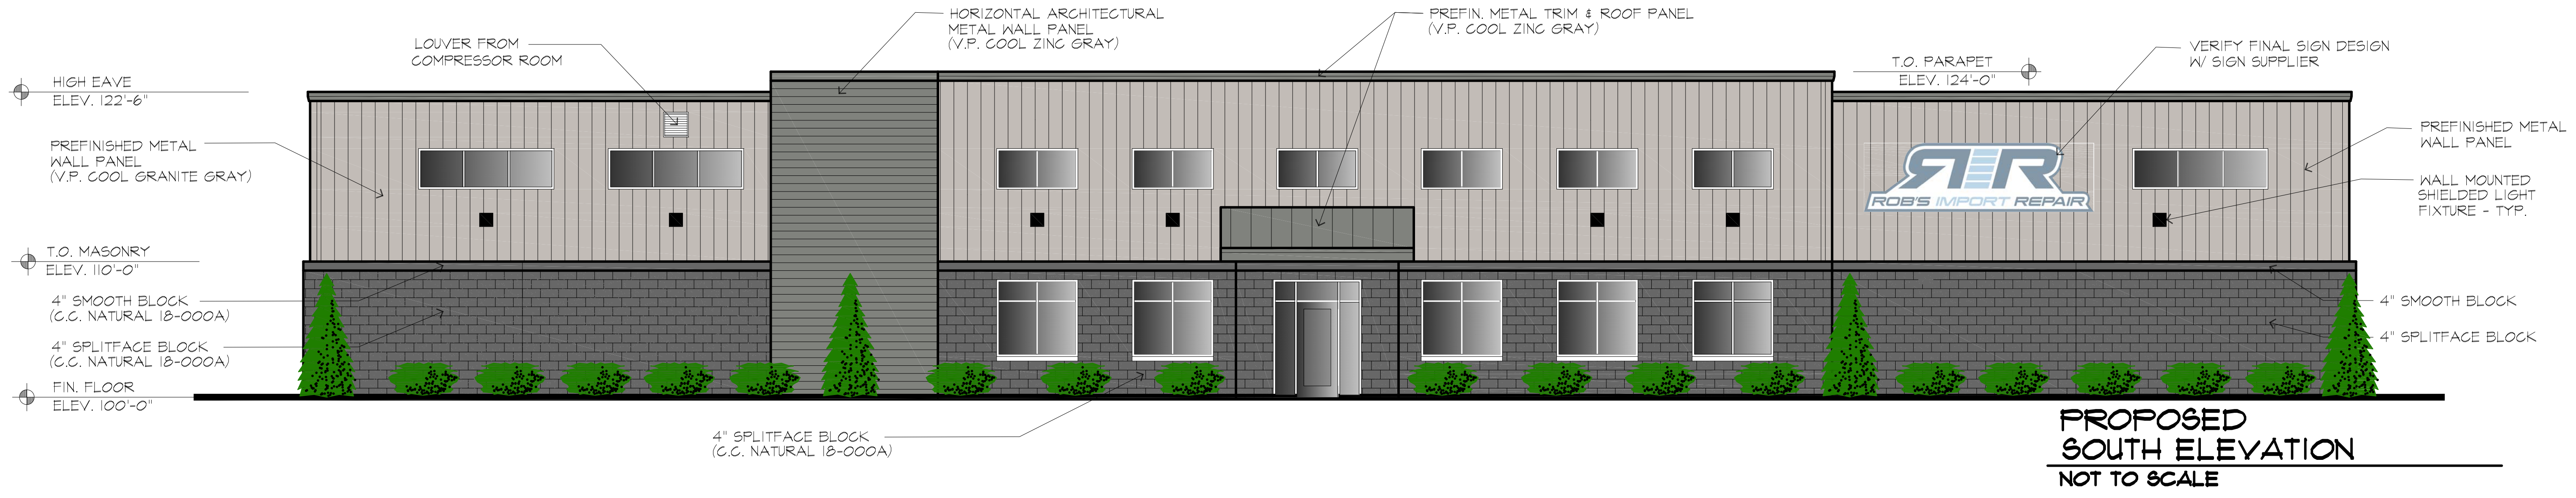 HORIZONTAL ARCHITECTURAL
METAL WALL PANEL
(V.P. COOL ZINC GRAY)
PREFIN. METAL TRIM & ROOF PANEL
(V.P. COOL ZINC GRAY)
LOUVER FROM
COMPRESSOR ROOM
VERIFY FINAL SIGN DESIGN
W/ SIGN SUPPLIER
T.O. PARAPET
ELEV. 124'-0"
HIGH EAVE
ELEV. 122'-6"
PREFINISHED METAL
WALL PANEL
(V.P. COOL GRANITE GRAY)
PREFINISHED METAL
WALL PANEL
RR
ROB'S IMPORT REPAIR
WALL MOUNTED
SHIELDED LIGHT
FIXTURE - TYP.
T.O. MASONRY
ELEV. 110'-0"
4" SMOOTH BLOCK
(C.C. NATURAL 18-000A)
4" SMOOTH BLOCK
4" SPLITFACE BLOCK
(C.C. NATURAL 18-000A)
4" SPLITFACE BLOCK
FIN. FLOOR
ELEV. 100'-0"
4" SPLITFACE BLOCK
(C.C. NATURAL 18-000A)
PROPOSED
SOUTH ELEVATION
NOT TO SCALE